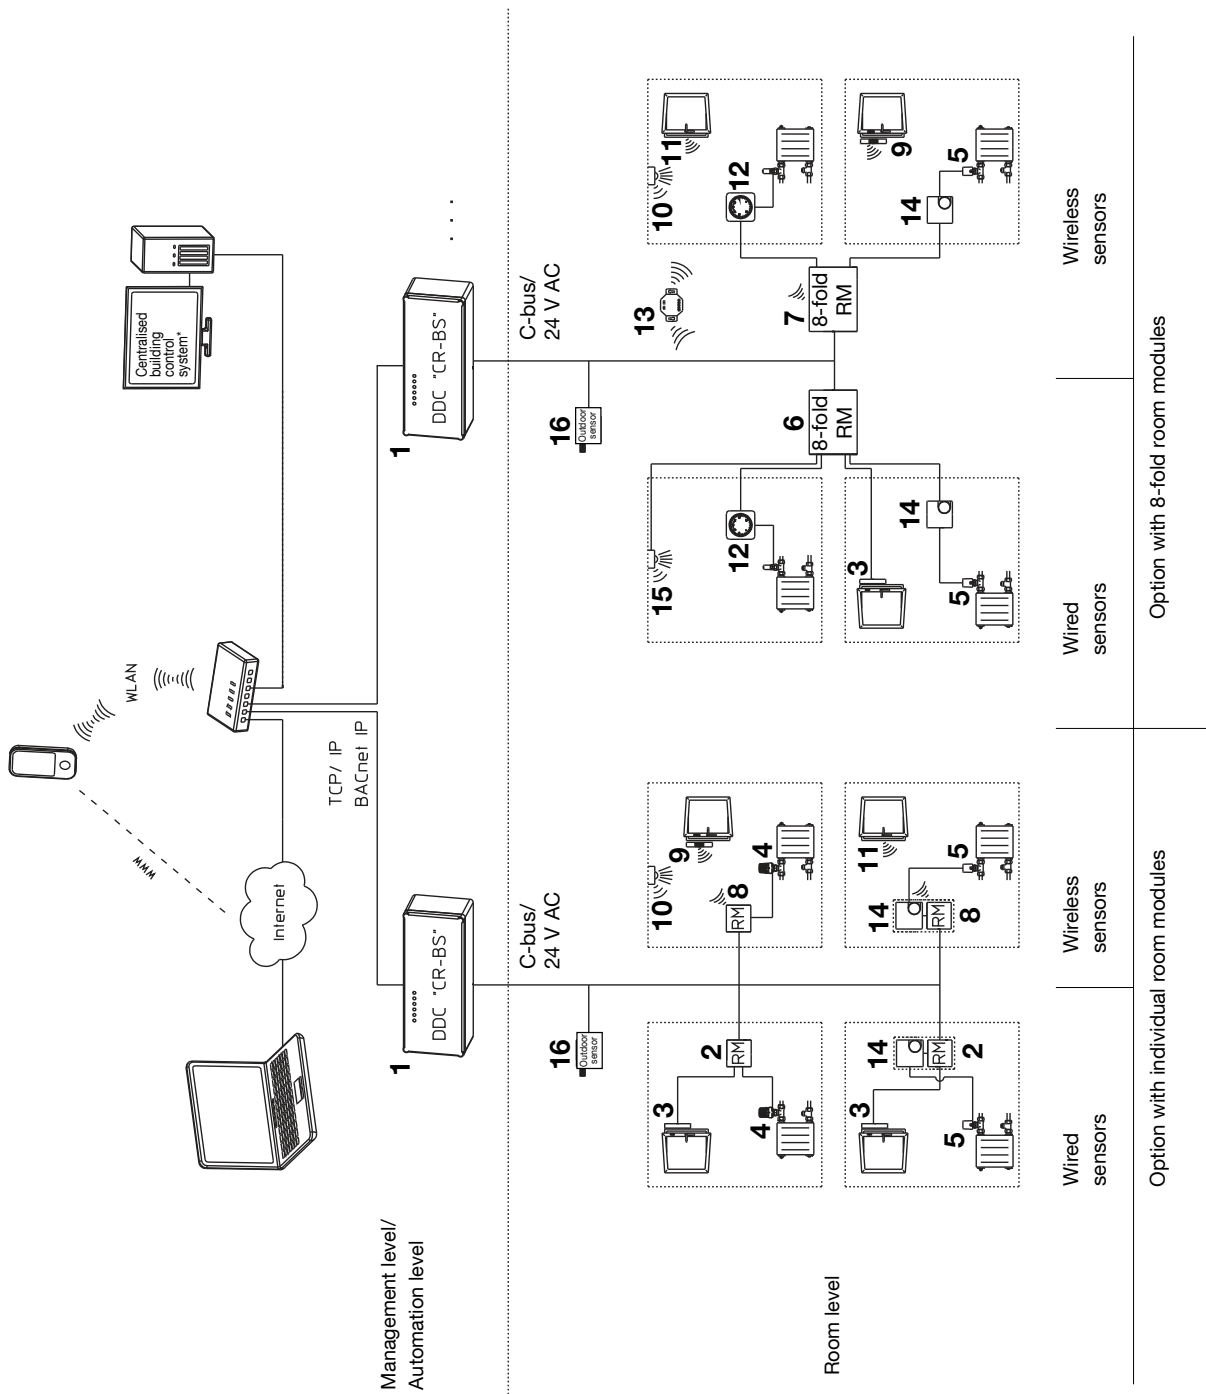 WLAN
www
Centralised
building
control
system*
Internet
TCP/ IP
BACnet IP
Management level/
Automation level
1
DDC "CR-BS"
1
DDC "CR-BS"
. . .
C-bus/
24 V AC
C-bus/
24 V AC
16
Outdoor
sensor
16
Outdoor
sensor
Room level
3
4
2
RM
10
9
8
RM
4
15
12
13
10
11
12
6
8-fold
RM
7
8-fold
RM
3
5
14
2
RM
11
14
8
RM
5
3
5
14
9
14
5
Wired
sensors
Wireless
sensors
Wired
sensors
Wireless
sensors
Option with individual room modules
Option with 8-fold room modules